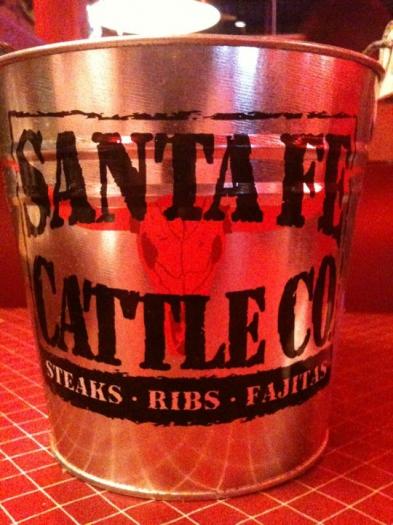 SANTA FE
CATTLE CO.
STEAKS · RIBS · FAJITAS